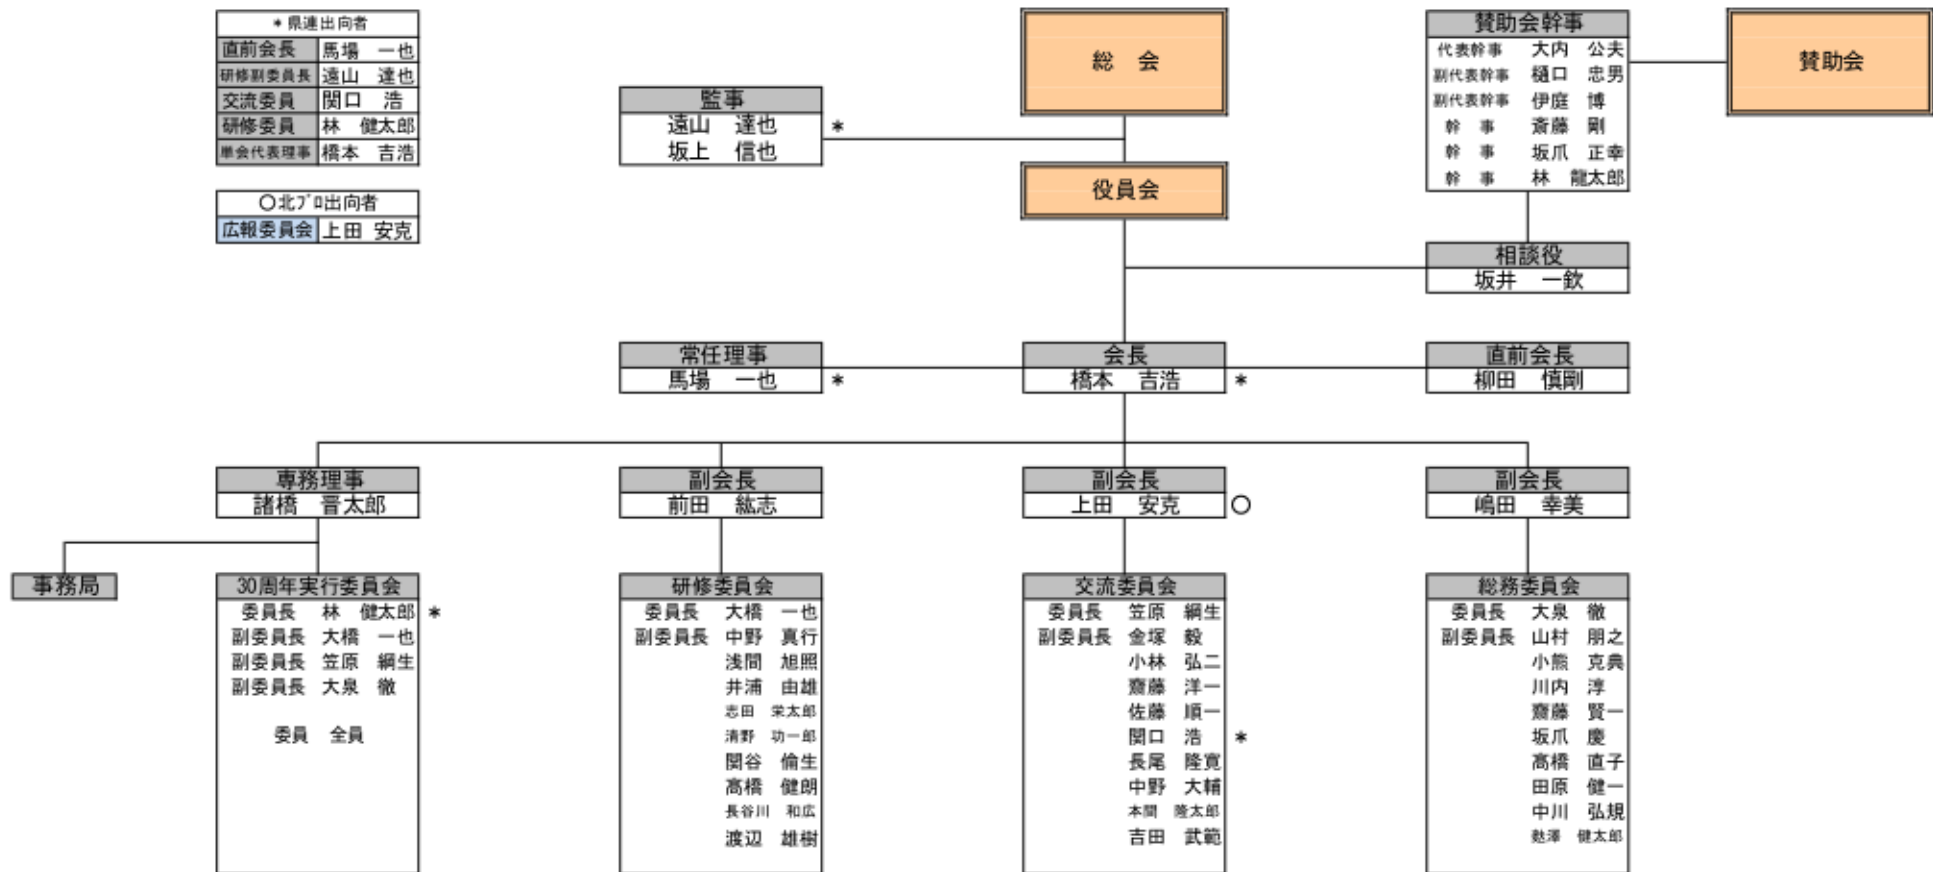 ＊県連出向者
直前会長 馬場 一也
研修副委員長 遠山 達也
交流委員 関口 浩
研修委員 林 健太郎
単会代表理事 橋本 吉浩
〇北ﾌﾞﾛ出向者
広報委員会 上田 安克
総 会
監事
遠山 達也 ＊
坂上 信也
役員会
賛助会幹事
代表幹事 大内 公夫
副代表幹事 樋口 忠男
副代表幹事 伊庭 博
幹 事 斎藤 剛
幹 事 坂爪 正幸
幹 事 林 龍太郎
賛助会
相談役
坂井 一欽
常任理事
馬場 一也 ＊
会長
橋本 吉浩 ＊
直前会長
柳田 慎剛
専務理事
諸橋 晋太郎
副会長
前田 紘志
副会長
上田 安克 〇
副会長
嶋田 幸美
事務局
30周年実行委員会
委員長 林 健太郎 ＊
副委員長 大橋 一也
副委員長 笠原 綱生
副委員長 大泉 徹
委員 全員
研修委員会
委員長 大橋 一也
副委員長 中野 真行
浅間 旭照
井浦 由雄
志田 栄太郎
清野 功一郎
関谷 倫生
髙橋 健朗
長谷川 和広
渡辺 雄樹
交流委員会
委員長 笠原 綱生
副委員長 金塚 毅
小林 弘二
齋藤 洋一
佐藤 順一
関口 浩 ＊
長尾 隆寛
中野 大輔
本間 隆太郎
吉田 武範
総務委員会
委員長 大泉 徹
副委員長 山村 朋之
小熊 克典
川内 淳
齋藤 賢一
坂爪 慶
髙橋 直子
田原 健一
中川 弘規
健太郎